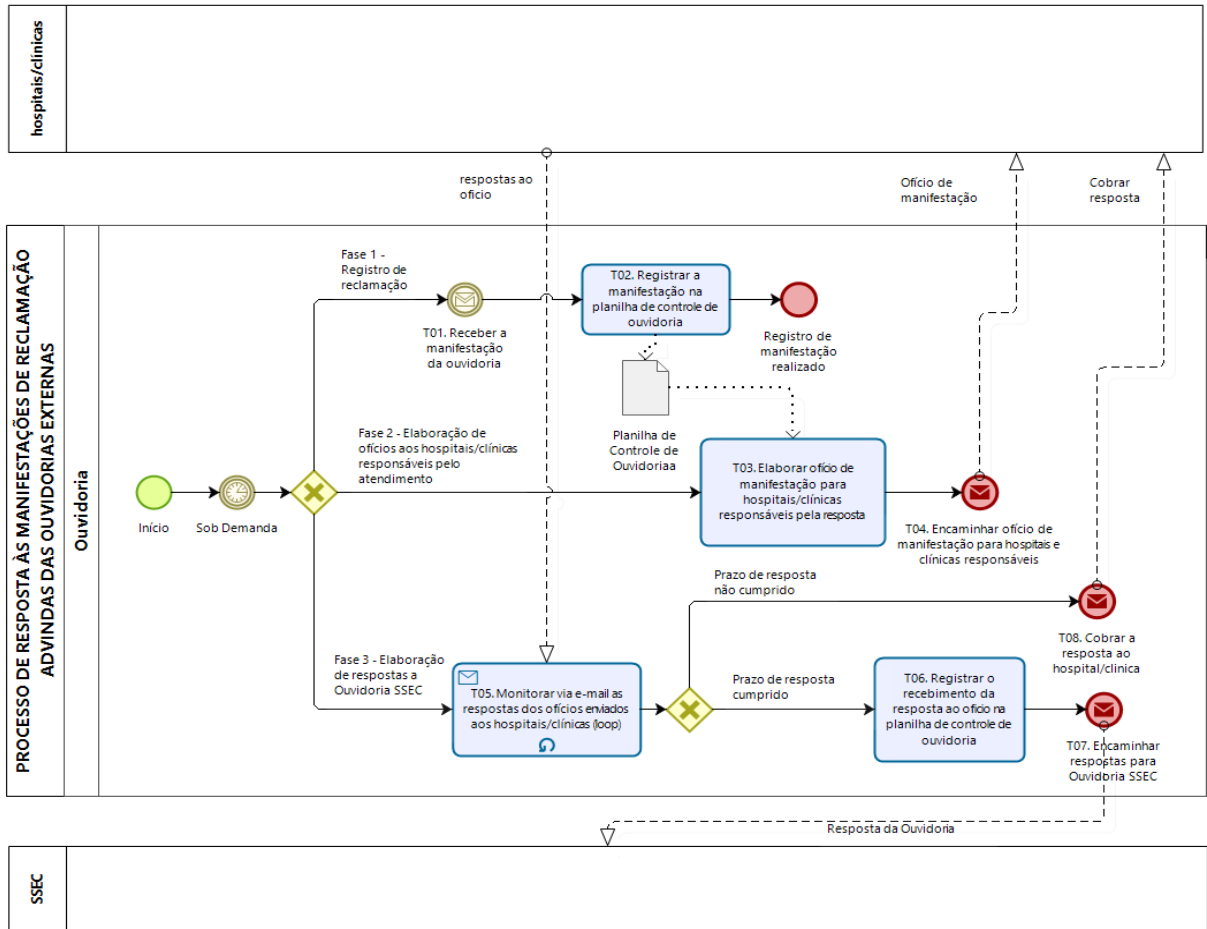 hospitais/clínicas
respostas ao
oficio
Ofício de
manifestação
Cobrar
resposta
PROCESSO DE RESPOSTA ÀS MANIFESTAÇÕES DE RECLAMAÇÃO
ADVINDAS DAS OUVIDORIAS EXTERNAS
Ouvidoria
Fase 1 -
Registro de
reclamação
T01. Receber a
manifestação
da ouvidoria
T02. Registrar a
manifestação na
planilha de controle de
ouvidoria
Registro de
manifestação
realizado
Planilha de
Controle de
Ouvidoriaa
Início
Sob Demanda
Fase 2 - Elaboração de
ofícios aos hospitais/clínicas
responsáveis pelo
atendimento
T03. Elaborar ofício de
manifestação para
hospitais/clínicas
responsáveis pela resposta
T04. Encaminhar ofício de
manifestação para hospitais e
clínicas responsáveis
Prazo de resposta
não cumprido
T08. Cobrar a
resposta ao
hospital/clinica
Fase 3 - Elaboração
de respostas a
Ouvidoria SSEC
T05. Monitorar via e-mail as
respostas dos ofícios enviados
aos hospitais/clínicas (loop)
Prazo de resposta
cumprido
T06. Registrar o
recebimento da
resposta ao oficio na
planilha de controle de
ouvidoria
T07. Encaminhar
respostas para
Ouvidoria SSEC
Resposta da Ouvidoria
SSEC